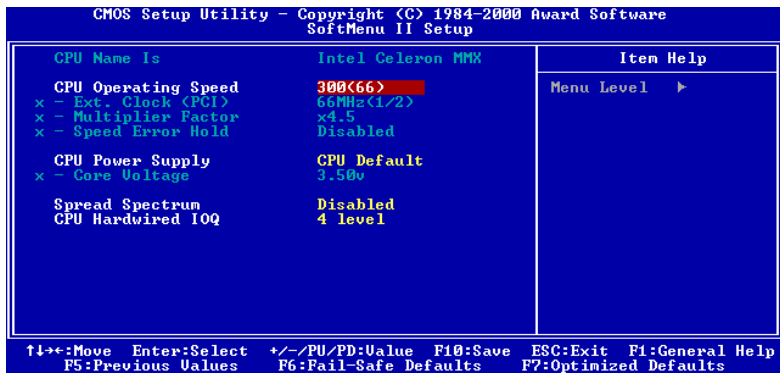 CMOS Setup Utility - Copyright (C) 1984-2000 Award Software
SoftMenu II Setup
CPU Name Is Intel Celeron MMX
Item Help
CPU Operating Speed 300(66)
Menu Level ►
x - Ext. Clock (PCI) 66MHz(1/2)
x - Multiplier Factor x4.5
x - Speed Error Hold Disabled
CPU Power Supply CPU Default
x - Core Voltage 3.50v
Spread Spectrum Disabled
CPU Hardwired IOQ 4 level
↑↓→←:Move Enter:Select +/-/PU/PD:Value F10:Save ESC:Exit F1:General Help
F5:Previous Values F6:Fail-Safe Defaults F7:Optimized Defaults